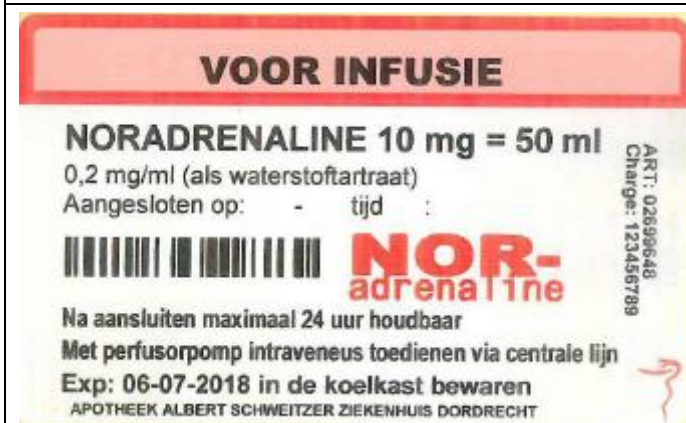 VOOR INFUSIE
NORADRENALINE 10 mg = 50 ml
0,2 mg/ml (als waterstoftartraat)
Aangesloten op: - tijd :
NOR-
adrenaline
Na aansluiten maximaal 24 uur houdbaar
Met perfusorpomp intraveneus toedienen via centrale lijn
Exp: 06-07-2018 in de koelkast bewaren
APOTHEEK ALBERT SCHWEITZER ZIEKENHUIS DORDRECHT
ART: 02699648
Charge: 123456789